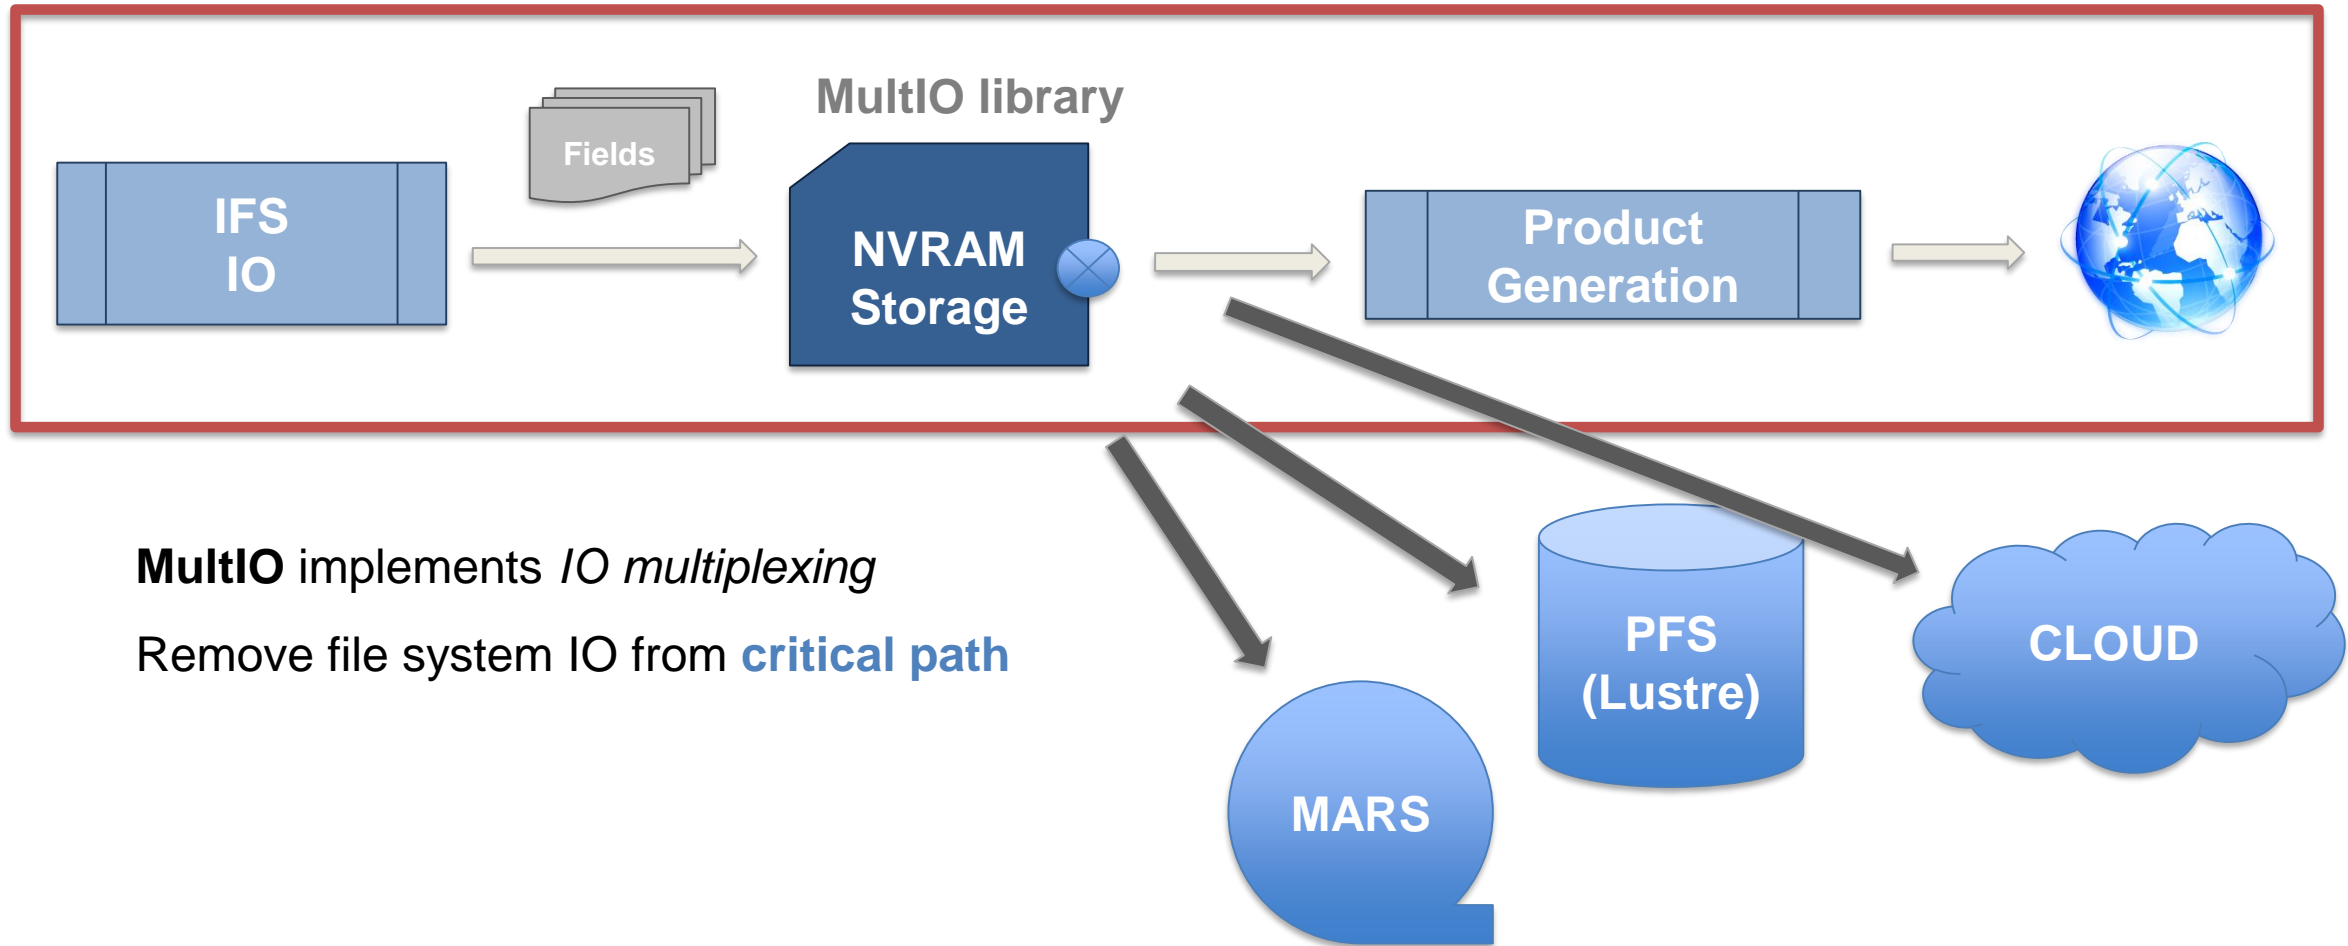 MultIO library
Fields
IFS
IO
NVRAM
Storage
Product
Generation
MultIO implements IO multiplexing
Remove file system IO from critical path
PFS
(Lustre)
CLOUD
MARS